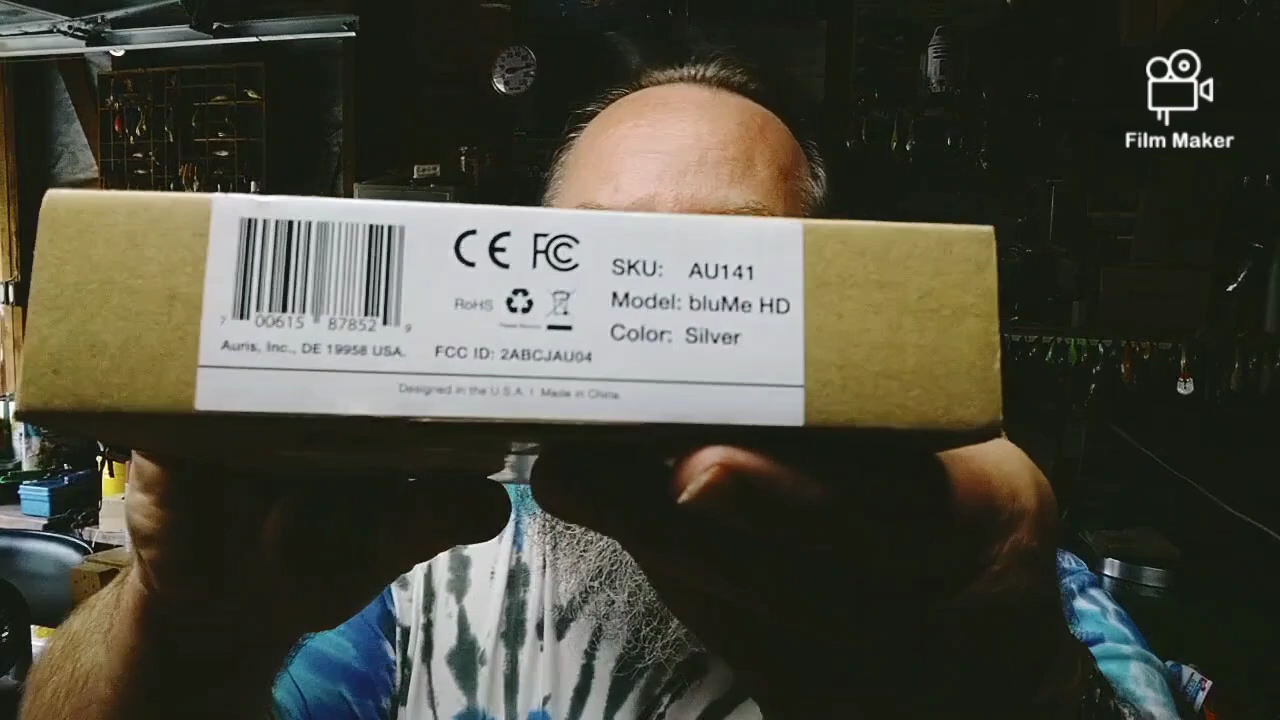 Film Maker
CE FC
SKU: AU141
RoHS
Model: bluMe HD
7 00615 87852 9
Color: Silver
Auris, Inc., DE 19958 USA.
FCC ID: 2ABCJAU04
Designed in the U.S.A. | Made in China.